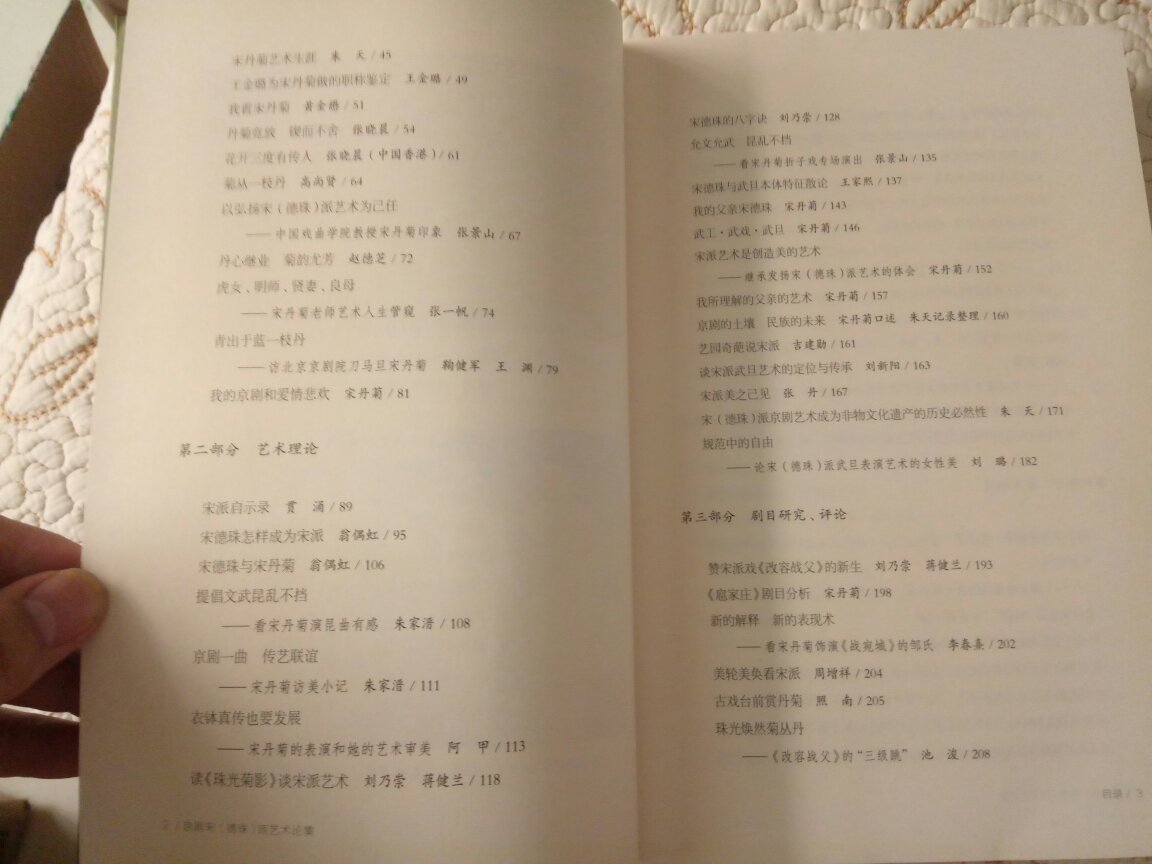 宋丹菊艺术生涯 朱 天 / 45
王金璐为宋丹菊做的职称鉴定 王金璐 / 49
我看宋丹菊 黄金懋 / 51
丹菊竞放 锲而不舍 张晓晨 / 54
花开三度有传人 张晓晨（中国香港）/ 61
菊从一枝丹 高尚贤 / 64
以弘扬宋（德珠）派艺术为己任
——中国戏曲学院教授宋丹菊印象 张景山 / 67
丹心继业 菊韵尤芳 赵德芝 / 72
虎女、明师、贤妻、良母
——宋丹菊老师艺术人生管窥 张一帆 / 74
青出于蓝一枝丹
——访北京京剧院刀马旦宋丹菊 鞠健军 王 渊 / 79
我的京剧和爱情悲欢 宋丹菊 / 81
第二部分 艺术理论
宋派启示录 贯 涌 / 89
宋德珠怎样成为宋派 翁偶虹 / 95
宋德珠与宋丹菊 翁偶虹 / 106
提倡文武昆乱不挡
——看宋丹菊演昆曲有感 朱家溍 / 108
京剧一曲 传艺联谊
——宋丹菊访美小记 朱家溍 / 111
衣钵真传也要发展
——宋丹菊的表演和她的艺术审美 阿 甲 / 113
读《珠光菊影》谈宋派艺术 刘乃崇 蒋健兰 / 118
2 / 京剧宋（德珠）派艺术论集
宋德珠的八字诀 刘乃崇 / 128
允文允武 昆乱不挡
——看宋丹菊折子戏专场演出 张景山 / 135
宋德珠与武旦本体特征散论 王家熙 / 137
我的父亲宋德珠 宋丹菊 / 143
武工·武戏·武旦 宋丹菊 / 146
宋派艺术是创造美的艺术
——继承发扬宋（德珠）派艺术的体会 宋丹菊 / 152
我所理解的父亲的艺术 宋丹菊 / 157
京剧的土壤 民族的未来 宋丹菊口述 朱天记录整理 / 160
艺园奇葩说宋派 吉建勋 / 161
谈宋派武旦艺术的定位与传承 刘新阳 / 163
宋派美之己见 张 丹 / 167
宋（德珠）派京剧艺术成为非物文化遗产的历史必然性 朱 天 / 171
规范中的自由
——论宋（德珠）派武旦表演艺术的女性美 刘 璐 / 182
第三部分 剧目研究、评论
赞宋派戏《改容战父》的新生 刘乃崇 蒋健兰 / 193
《扈家庄》剧目分析 宋丹菊 / 198
新的解释 新的表现术
——看宋丹菊饰演《战宛城》的邹氏 李春熹 / 202
美轮美奂看宋派 周增祥 / 204
古戏台前赏丹菊 照 南 / 205
珠光焕然菊丛丹
——《改容战父》的“三级跳” 池 浚 / 208
目录 / 3